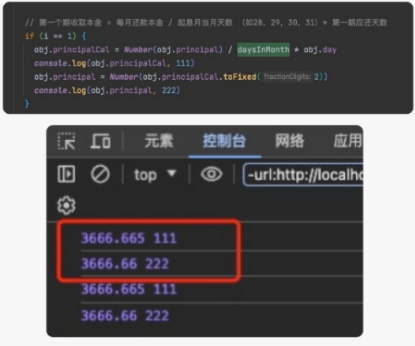 // 第一个期收取本金 = 每月还款本金 / 起息月当月天数 （如28、29、30、31）* 第一期应还天数
if (i == 1) {
obj.principalCal = Number(obj.principal) / daysInMonth * obj.day
console.log(obj.principalCal, 111)
obj.principal = Number(obj.principalCal.toFixed( fractionDigits: 2))
console.log(obj.principal, 222)
}
元素 控制台 网络 应用
top ▼ -url:http://localho
3666.665 111
3666.66 222
3666.665 111
3666.66 222